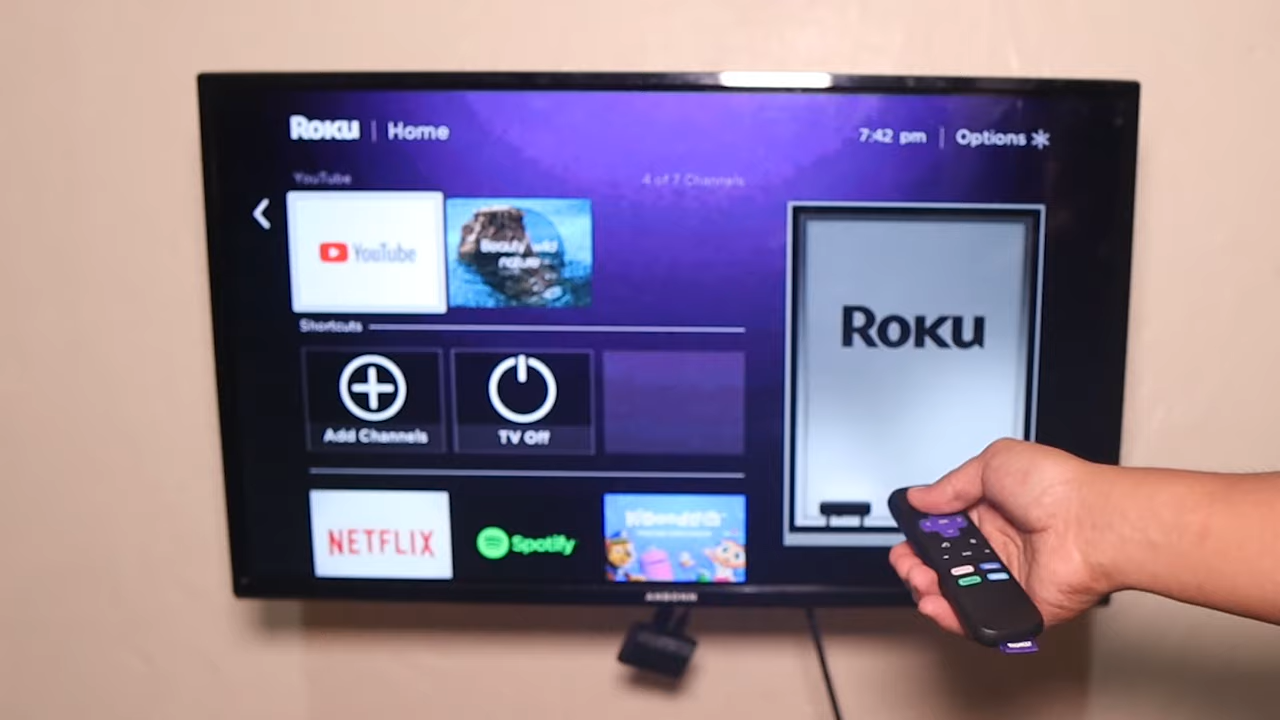 Roku | Home
7:42 pm | Options
YouTube
4 of 7 Channels
YouTube
Beauty wild
nature
Shortcuts
Add Channels
TV Off
Roku
NETFLIX
Spotify